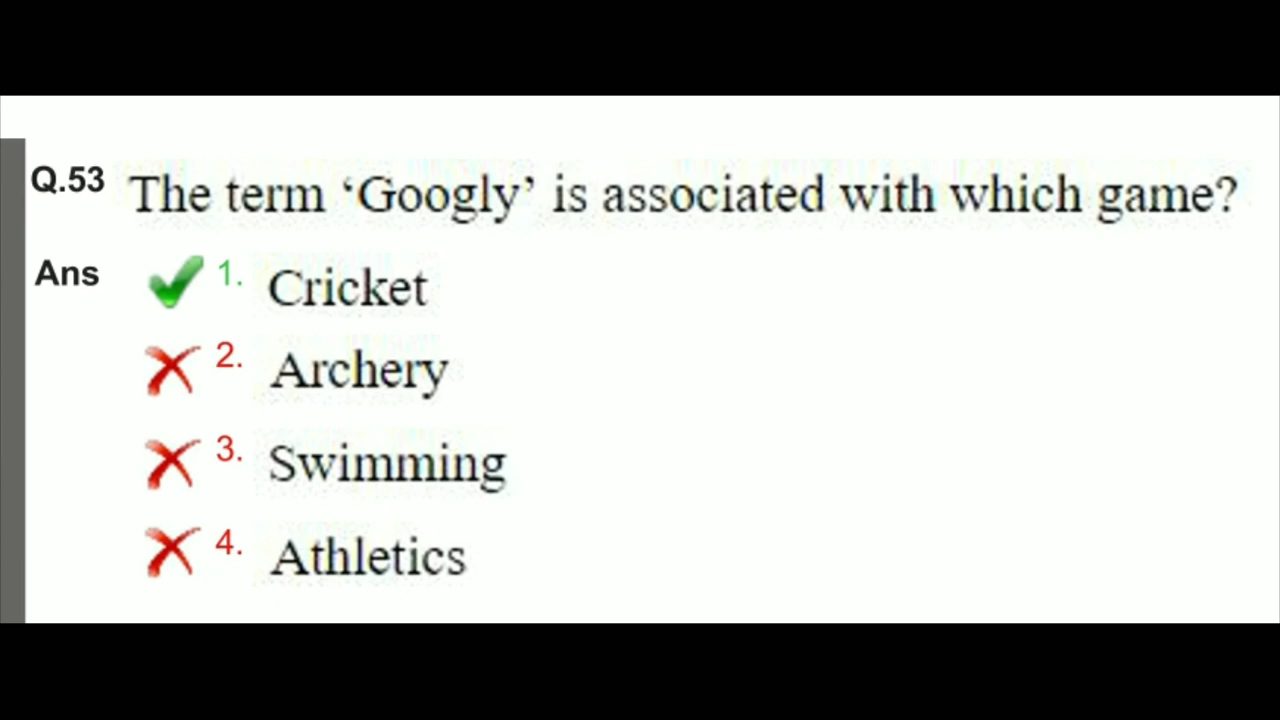 Q.53 The term ‘Googly’ is associated with which game?
Ans 1. Cricket
2. Archery
3. Swimming
4. Athletics